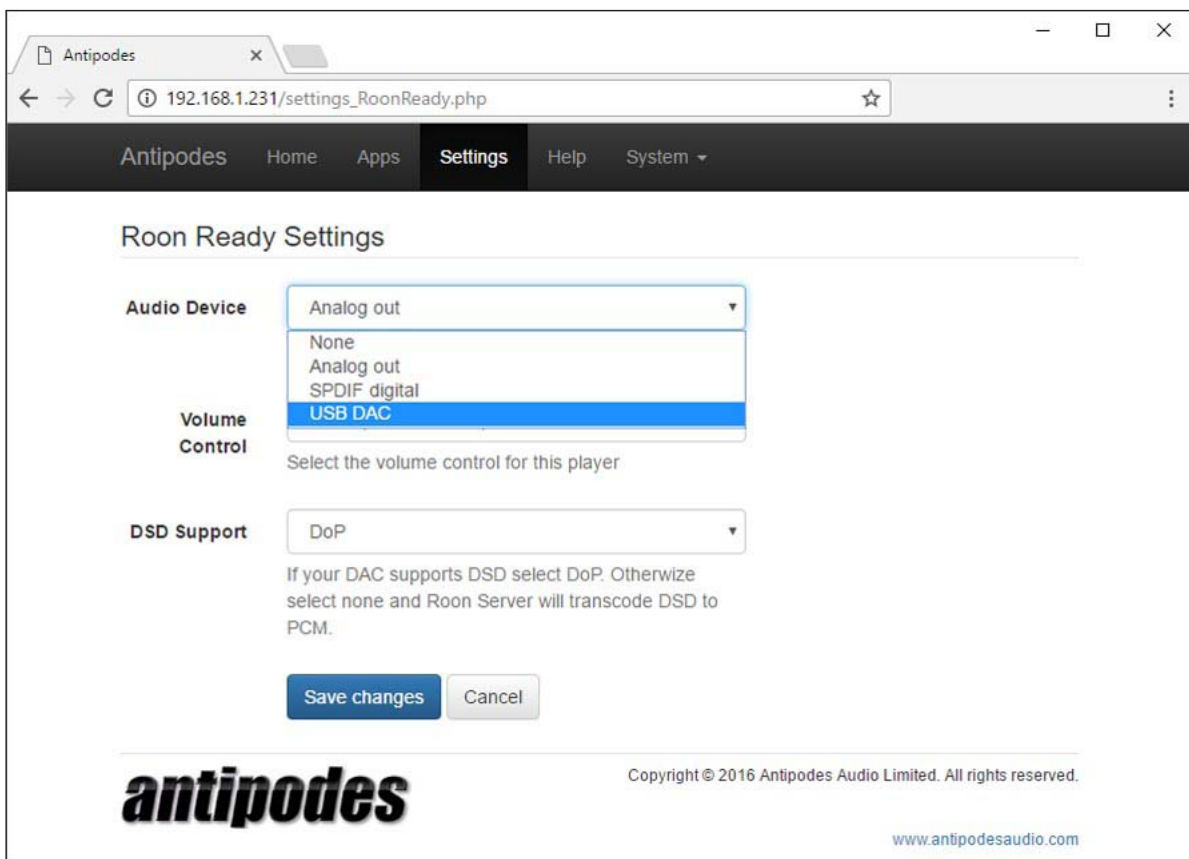 Antipodes
192.168.1.231/settings_RoonReady.php
Antipodes Home Apps Settings Help System
Roon Ready Settings
Audio Device
Analog out
None
Analog out
SPDIF digital
USB DAC
Volume
Control
Select the volume control for this player
DSD Support
DoP
If your DAC supports DSD select DoP. Otherwize
select none and Roon Server will transcode DSD to
PCM.
Save changes Cancel
antipodes
Copyright © 2016 Antipodes Audio Limited. All rights reserved.
www.antipodesaudio.com